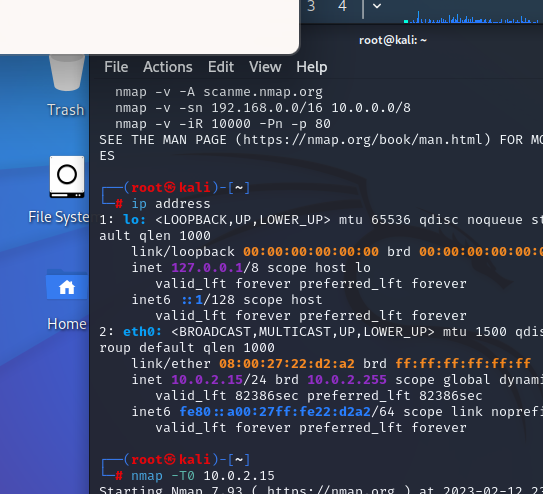 3 4
root@kali: ~
File Actions Edit View Help
Trash
nmap -v -A scanme.nmap.org
nmap -v -sn 192.168.0.0/16 10.0.0.0/8
nmap -v -iR 10000 -Pn -p 80
SEE THE MAN PAGE (https://nmap.org/book/man.html) FOR MO
ES
File Syste
┌──(root㉿kali)-[~]
└─# ip address
1: lo: <LOOPBACK,UP,LOWER_UP> mtu 65536 qdisc noqueue st
ault qlen 1000
link/loopback 00:00:00:00:00:00 brd 00:00:00:00:00:0
inet 127.0.0.1/8 scope host lo
valid_lft forever preferred_lft forever
inet6 ::1/128 scope host
valid_lft forever preferred_lft forever
Home
2: eth0: <BROADCAST,MULTICAST,UP,LOWER_UP> mtu 1500 qdis
roup default qlen 1000
link/ether 08:00:27:22:d2:a2 brd ff:ff:ff:ff:ff:ff
inet 10.0.2.15/24 brd 10.0.2.255 scope global dynami
valid_lft 82386sec preferred_lft 82386sec
inet6 fe80::a00:27ff:fe22:d2a2/64 scope link noprefi
valid_lft forever preferred_lft forever
┌──(root㉿kali)-[~]
└─# nmap -T0 10.0.2.15
Starting Nmap 7.93 ( https://nmap.org ) at 2023-02-12 22